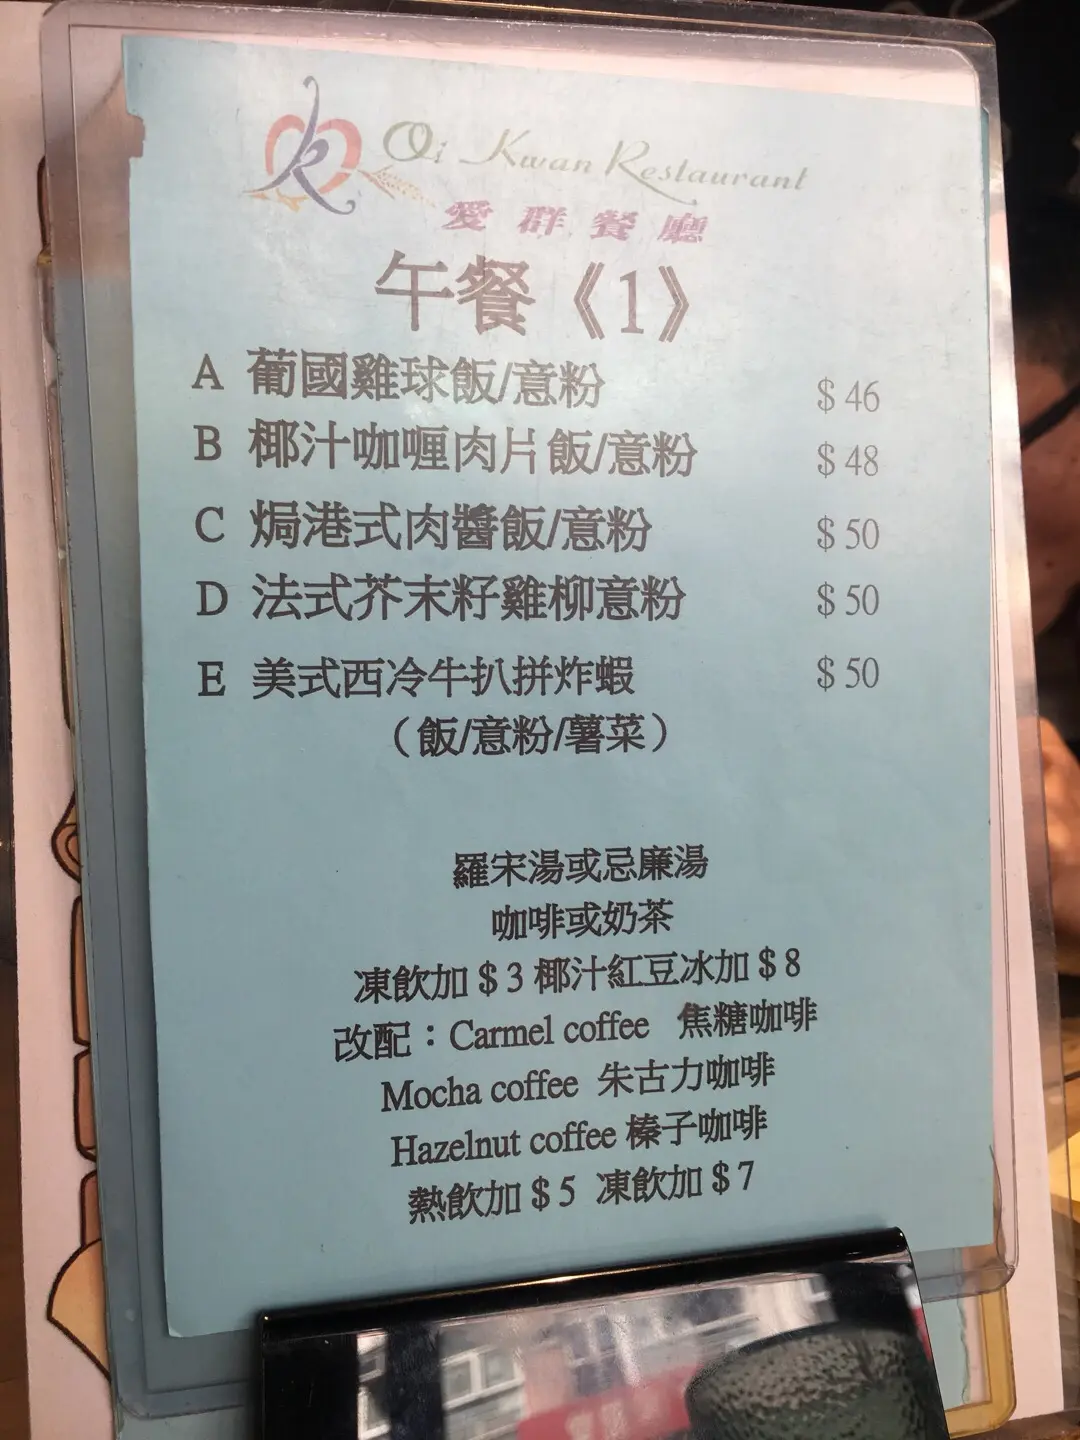 Oi Kwan Restaurant
愛群餐廳
午餐《1》
A 葡國雞球飯/意粉 $46
B 椰汁咖喱肉片飯/意粉 $48
C 焗港式肉醬飯/意粉 $50
D 法式芥末籽雞柳意粉 $50
E 美式西冷牛扒拼炸蝦 $50
（飯/意粉/薯菜）
羅宋湯或忌廉湯
咖啡或奶茶
凍飲加$3 椰汁紅豆冰加$8
改配：Carmel coffee 焦糖咖啡
Mocha coffee 朱古力咖啡
Hazelnut coffee 榛子咖啡
熱飲加$5 凍飲加$7